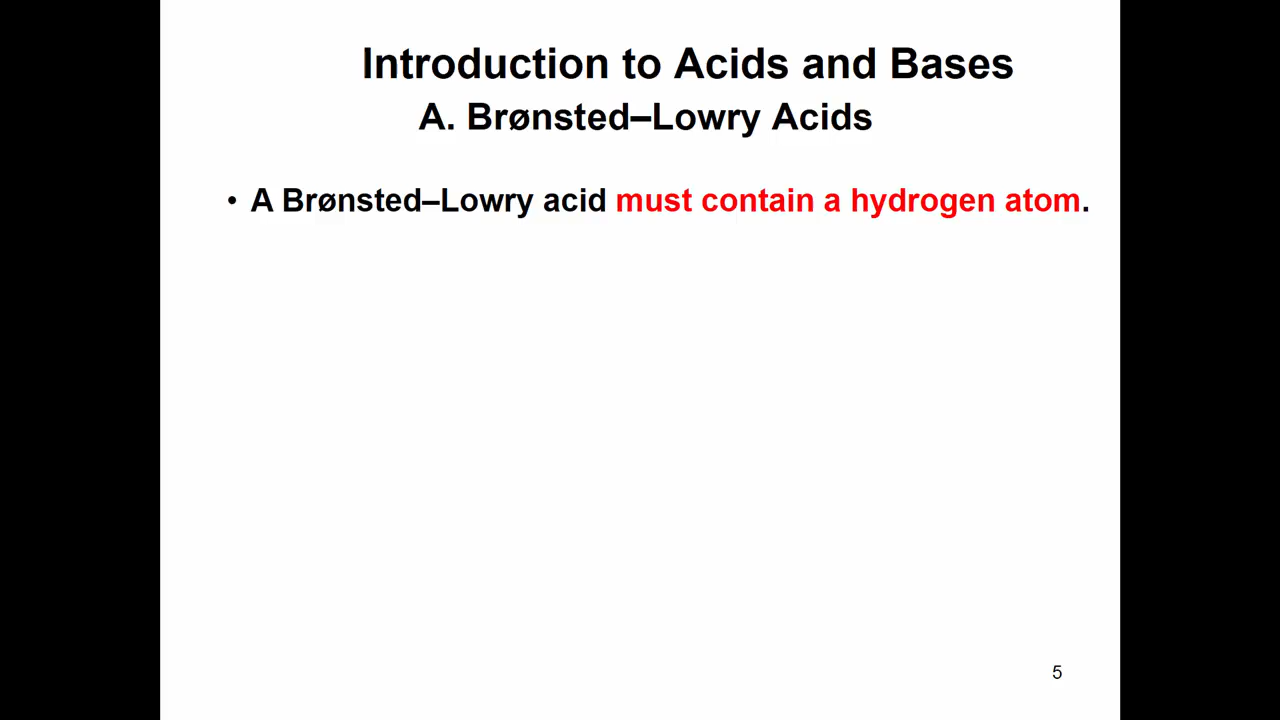 Introduction to Acids and Bases
A. Brønsted–Lowry Acids
• A Brønsted–Lowry acid must contain a hydrogen atom.
5